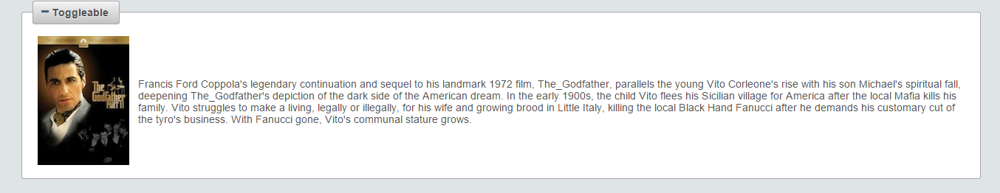 Toggleable
WIDESCREEN COLLECTION
The
Godfather
PART II
Francis Ford Coppola's legendary continuation and sequel to his landmark 1972 film, The_Godfather, parallels the young Vito Corleone's rise with his son Michael's spiritual fall,
deepening The_Godfather's depiction of the dark side of the American dream. In the early 1900s, the child Vito flees his Sicilian village for America after the local Mafia kills his
family. Vito struggles to make a living, legally or illegally, for his wife and growing brood in Little Italy, killing the local Black Hand Fanucci after he demands his customary cut of
the tyro's business. With Fanucci gone, Vito's communal stature grows.